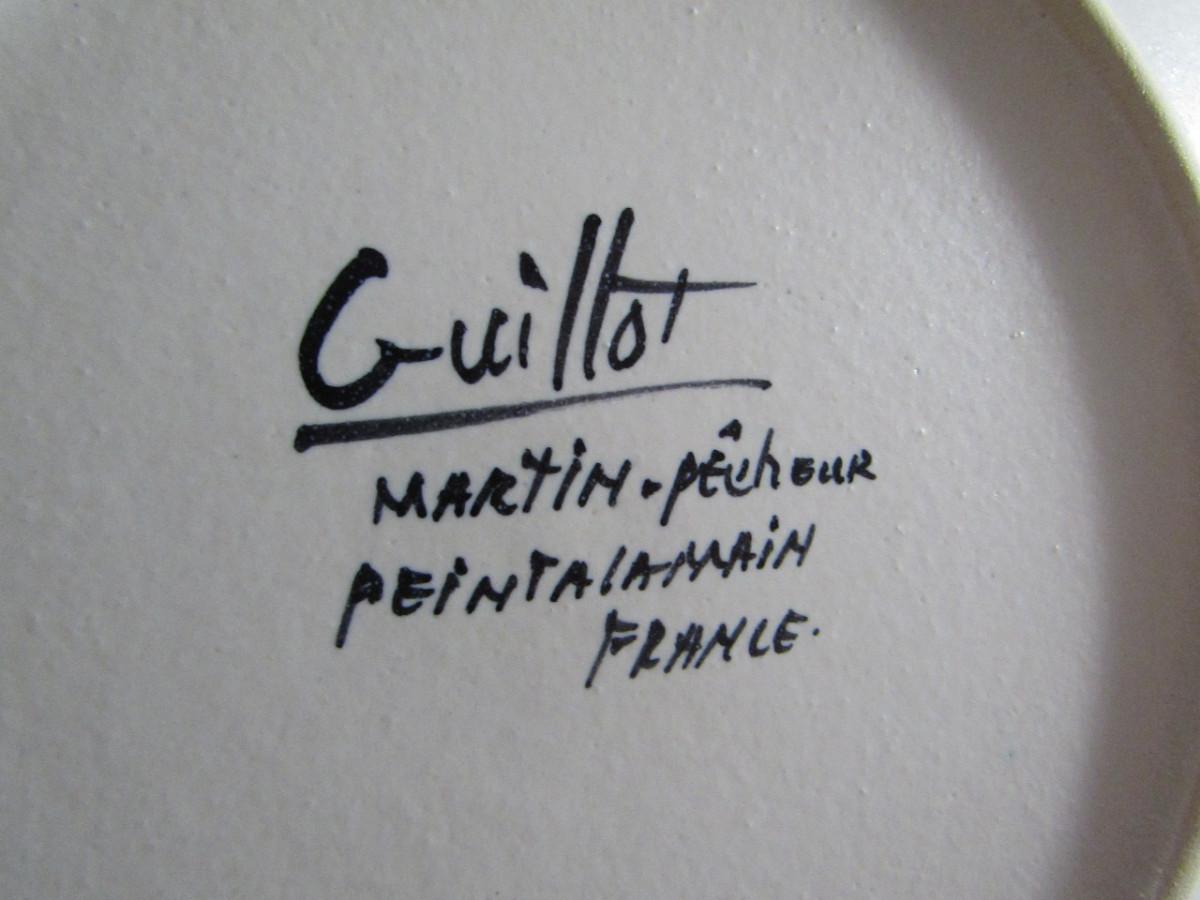 Guillot
MARTIN-PÊCHEUR
PEINT A LA MAIN
FRANCE.